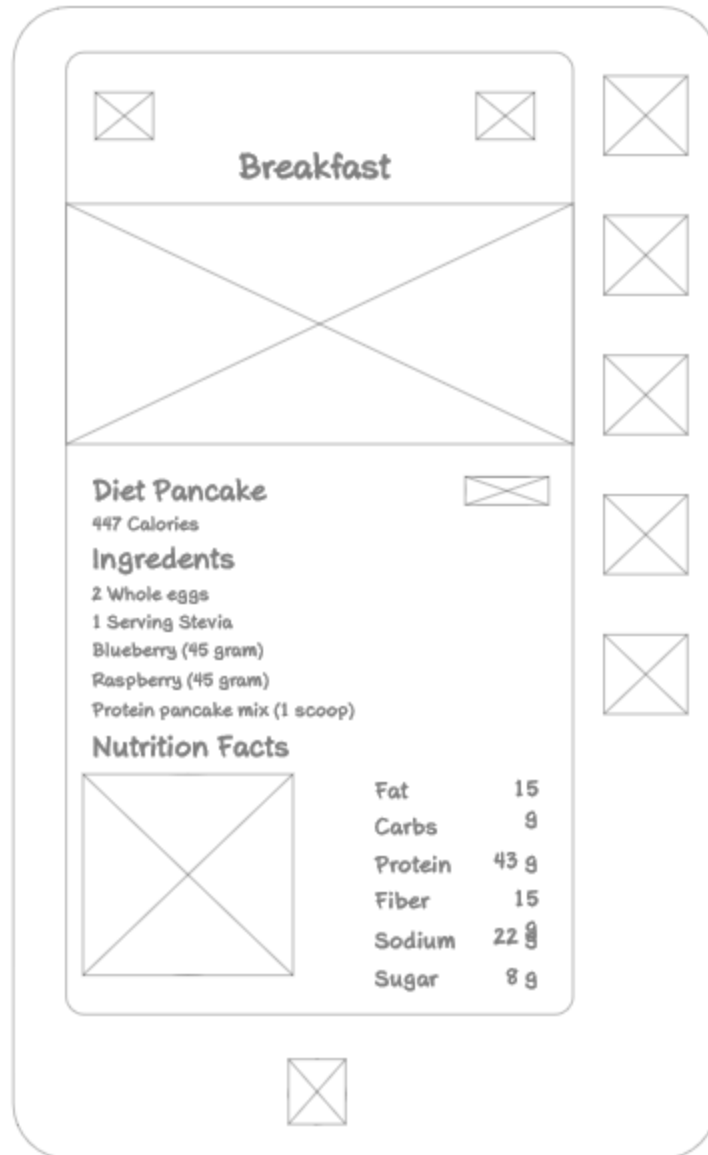 Breakfast
Diet Pancake
447 Calories
Ingredents
2 Whole eggs
1 Serving Stevia
Blueberry (45 gram)
Raspberry (45 gram)
Protein pancake mix (1 scoop)
Nutrition Facts
Fat 15
g
Carbs
Protein 43 g
Fiber 15
g
Sodium 22 g
Sugar 8 g